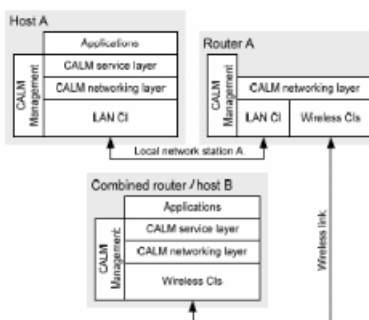 Host A
Applications
CALM service layer
CALM networking layer
LAN CI
CALM
Management
Router A
CALM networking layer
LAN CI
Wireless CIs
CALM
Management
Local network station A
Combined router / host B
Applications
CALM service layer
CALM networking layer
Wireless CIs
CALM
Management
Wireless link